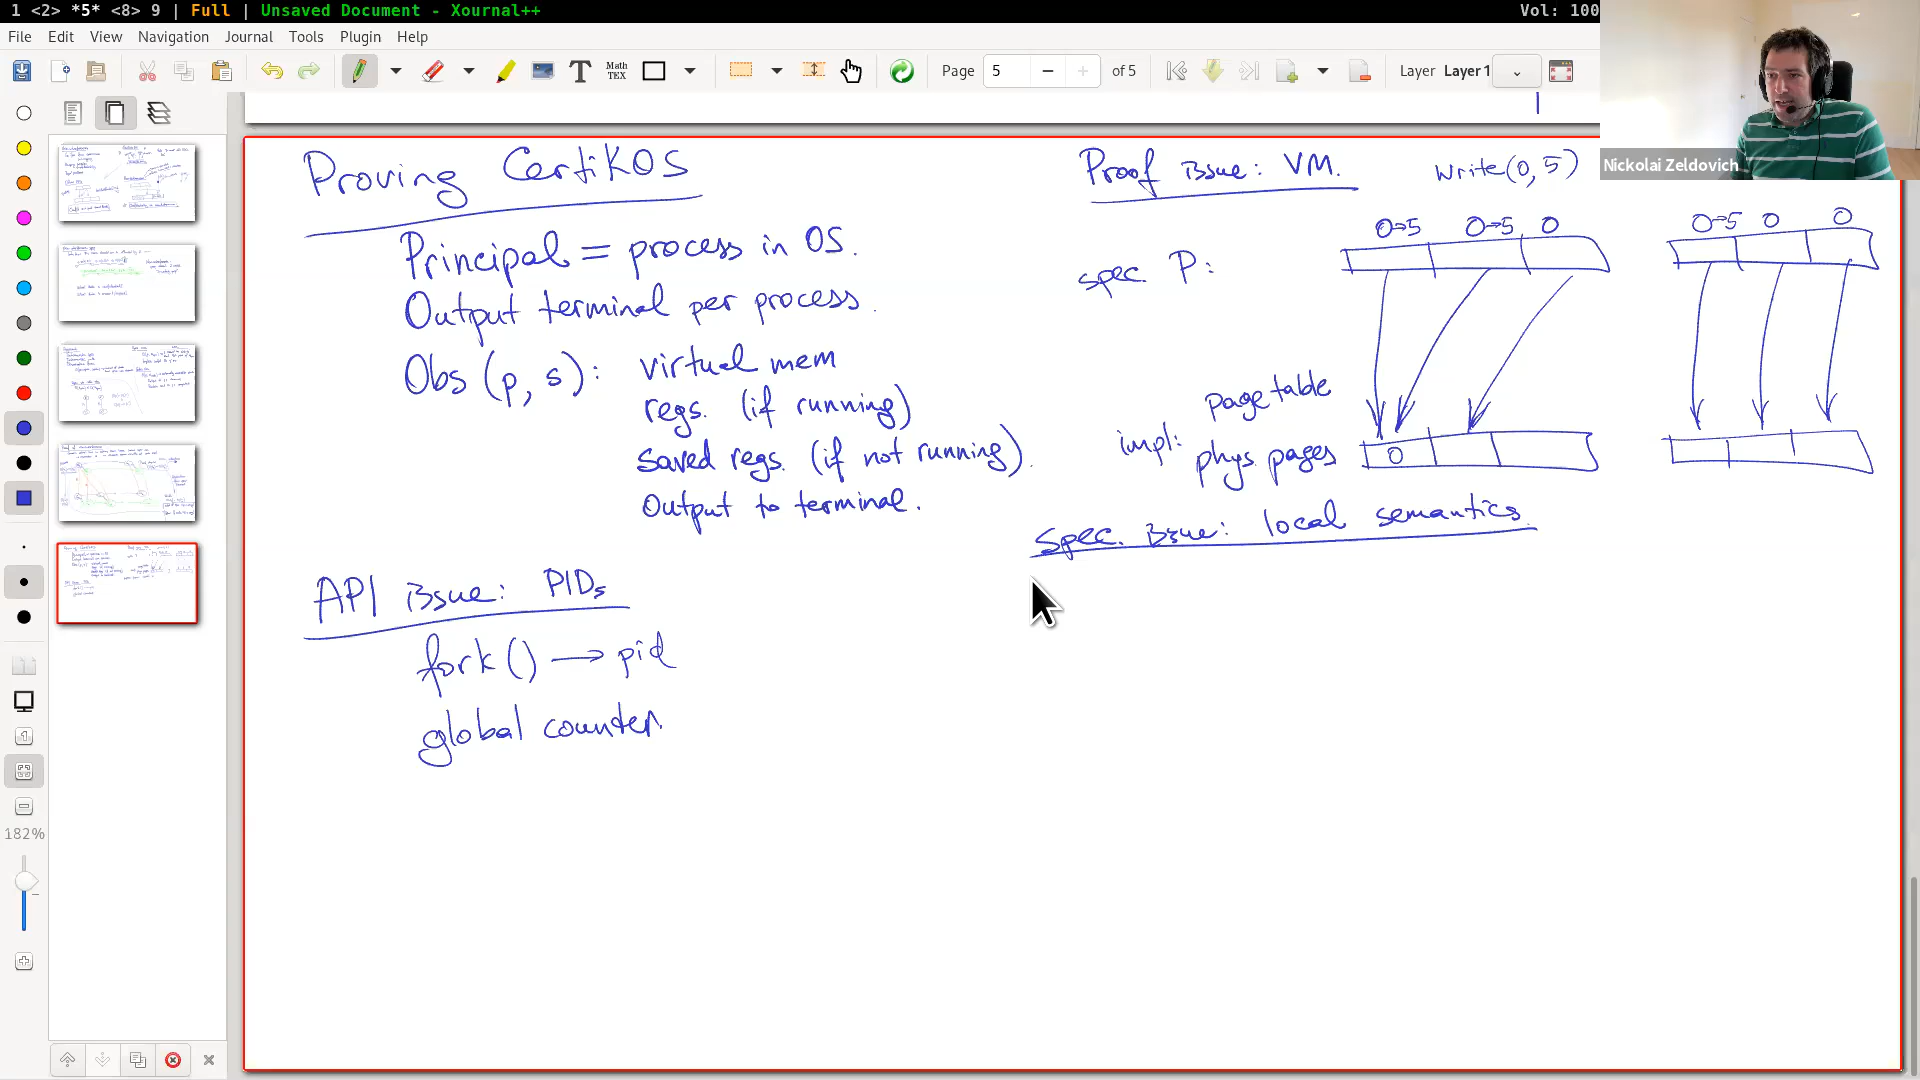 1 <2> *5* <8> 9 | Full | Unsaved Document - Xournal++
Vol: 100
File Edit View Navigation Journal Tools Plugin Help
Math TEX
Page 5 of 5
Layer Layer 1
Nickolai Zeldovich
182%
Proving CertiKOS
Principal = process in OS.
Output terminal per process.
Obs (p, s): virtual mem
regs. (if running)
saved regs. (if not running).
Output to terminal.
API issue: PIDs
fork() → pid
global counter.
Proof issue: VM.
write(0, 5)
0→5 0→5 0
0→5 0 0
spec. P:
page table
impl: phys pages
0
Spec. issue: local semantics.